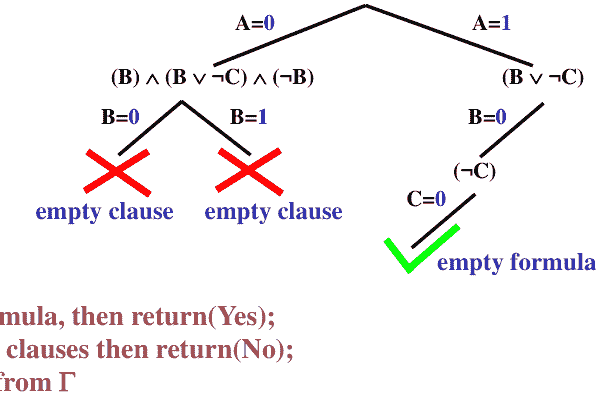 A=0 A=1
(B) ∧ (B ∨ ¬C) ∧ (¬B) (B ∨ ¬C)
B=0 B=1 B=0
(¬C)
C=0
empty clause empty clause
empty formula
mula, then return(Yes);
clauses then return(No);
from Γ